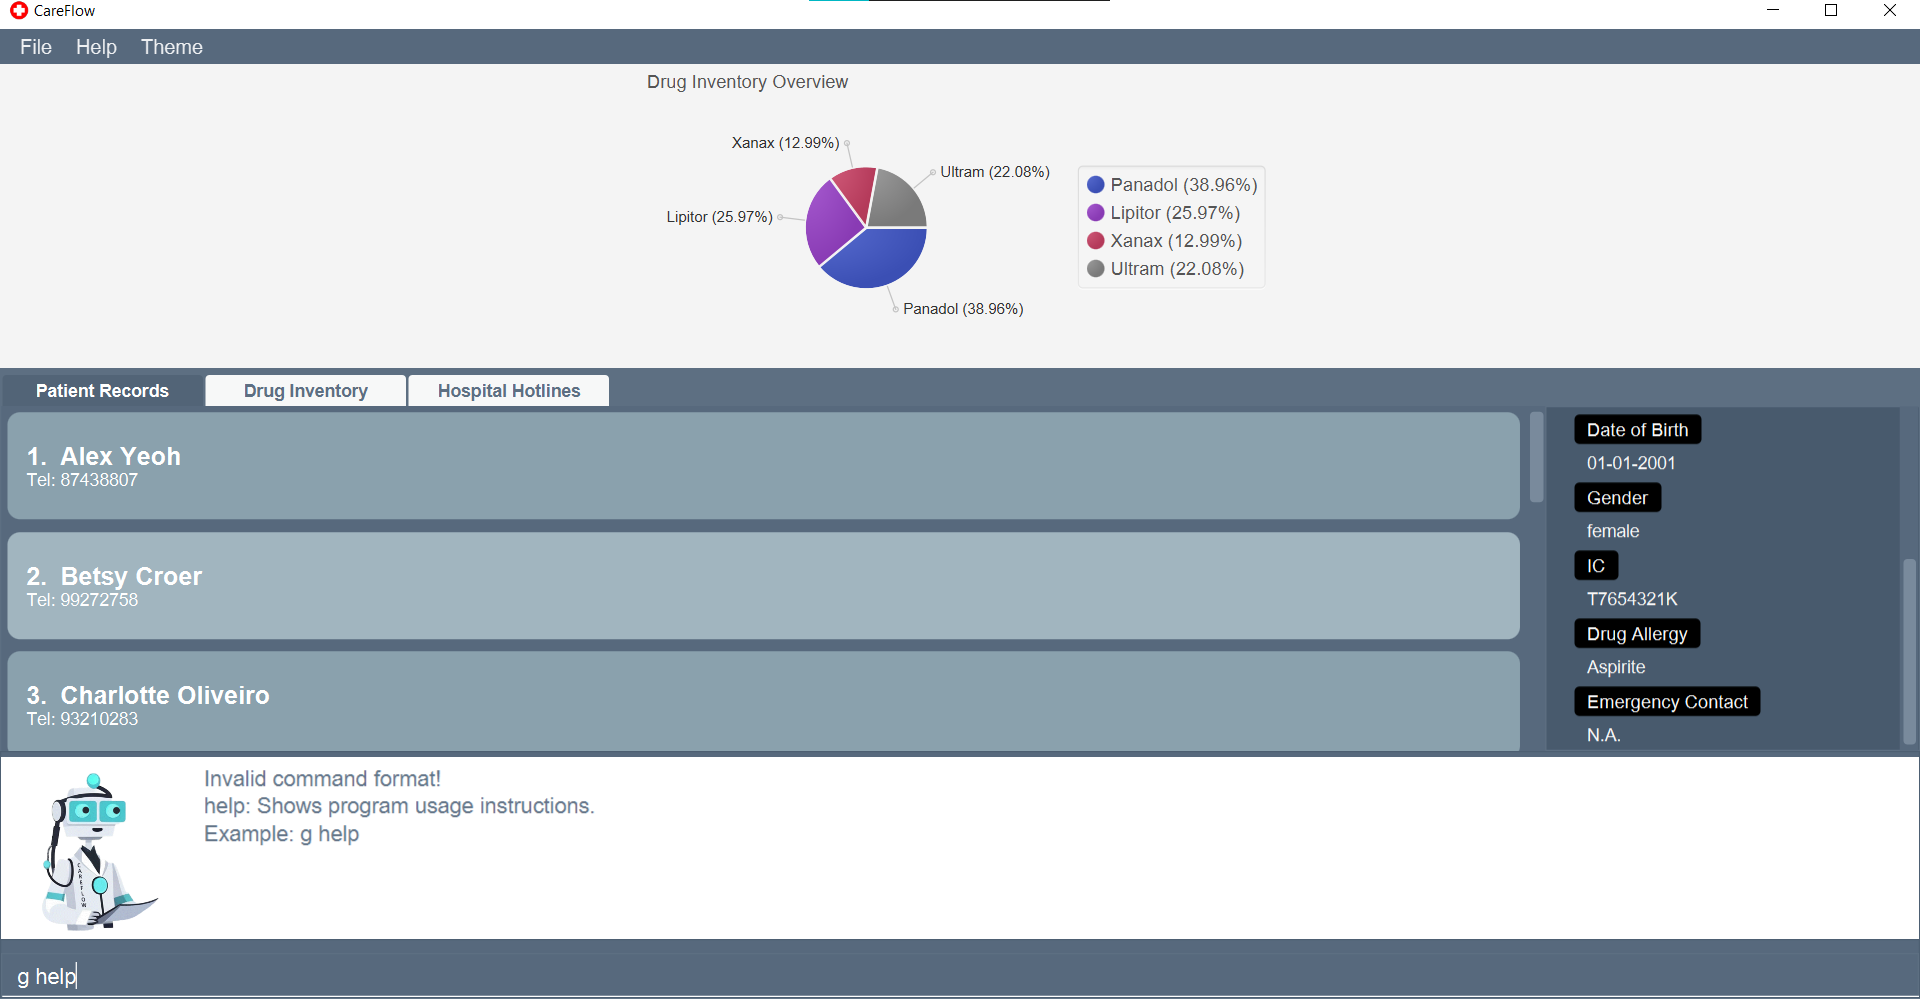 CareFlow
File Help Theme
Drug Inventory Overview
Xanax (12.99%)
Ultram (22.08%)
Lipitor (25.97%)
Panadol (38.96%)
Panadol (38.96%)
Lipitor (25.97%)
Xanax (12.99%)
Ultram (22.08%)
Patient Records Drug Inventory Hospital Hotlines
1. Alex Yeoh
Tel: 87438807
2. Betsy Croer
Tel: 99272758
3. Charlotte Oliveiro
Tel: 93210283
Date of Birth
01-01-2001
Gender
female
IC
T7654321K
Drug Allergy
Aspirite
Emergency Contact
N.A.
CAREFLOW
Invalid command format!
help: Shows program usage instructions.
Example: g help
g help